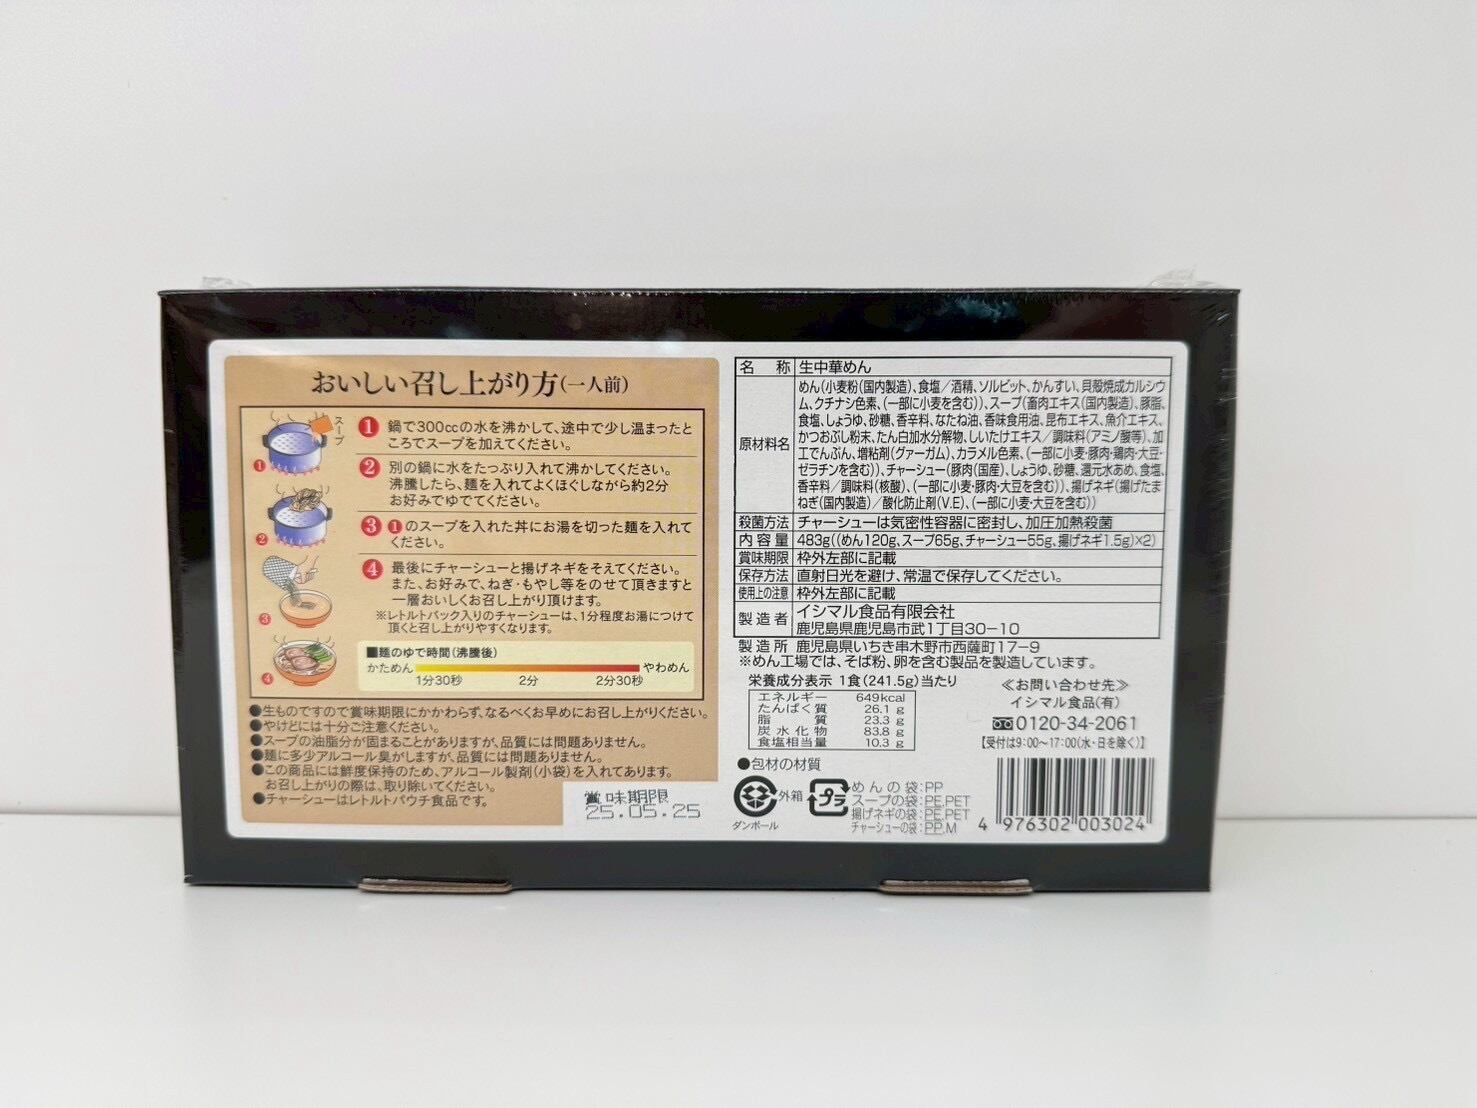 おいしい召し上がり方(一人前)
スープ
1 鍋で300ccの水を沸かして、途中で少し温まったと
ころでスープを加えてください。
2 別の鍋に水をたっぷり入れて沸かしてください。
沸騰したら、麺を入れてよくほぐしながら約2分
お好みでゆでてください。
3 1のスープを入れた丼にお湯を切った麺を入れて
ください。
4 最後にチャーシューと揚げネギをそえてください。
また、お好みで、ねぎ・もやし等をのせて頂きますと
一層おいしくお召し上がり頂けます。
※レトルトパック入りのチャーシューは、1分程度お湯につけて
頂くと召し上がりやすくなります。
1
2
3
4
■麺のゆで時間(沸騰後)
かためん やわめん
1分30秒 2分 2分30秒
●生ものですので賞味期限にかかわらず、なるべくお早めにお召し上がりください。
●やけどには十分ご注意ください。
●スープの油脂分が固まることがありますが、品質には問題ありません。
●麺に多少アルコール臭がしますが、品質には問題ありません。
●この商品には鮮度保持のため、アルコール製剤(小袋)を入れてあります。
お召し上がりの際は、取り除いてください。
●チャーシューはレトルトパウチ食品です。
賞味期限
25.05.25
名称 生中華めん
原材料名 めん(小麦粉(国内製造)、食塩/酒精、ソルビット、かんすい、貝殻焼成カルシウ
ム、クチナシ色素、(一部に小麦を含む))、スープ(畜肉エキス(国内製造)、豚脂、
食塩、しょうゆ、砂糖、香辛料、なたね油、香味食用油、昆布エキス、魚介エキス、
かつおぶし粉末、たん白加水分解物、しいたけエキス/調味料(アミノ酸等)、加
工でんぷん、増粘剤(グァーガム)、カラメル色素、(一部に小麦・豚肉・鶏肉・大豆・
ゼラチンを含む))、チャーシュー(豚肉(国産)、しょうゆ、砂糖、還元水あめ、食塩、
香辛料/調味料(核酸)、(一部に小麦・豚肉・大豆を含む))、揚げネギ(揚げたま
ねぎ(国内製造)/酸化防止剤(V.E)、(一部に小麦・大豆を含む))
殺菌方法 チャーシューは気密性容器に密封し、加圧加熱殺菌
内容量 483g((めん120g、スープ65g、チャーシュー55g、揚げネギ1.5g)×2)
賞味期限 枠外左部に記載
保存方法 直射日光を避け、常温で保存してください。
使用上の注意 枠外左部に記載
製造者 イシマル食品有限会社
鹿児島県鹿児島市武1丁目30-10
製造所 鹿児島県いちき串木野市西薩町17-9
※めん工場では、そば粉、卵を含む製品を製造しています。
栄養成分表示 1食(241.5g)当たり
エネルギー 649kcal
たんぱく質 26.1 g
脂質 23.3 g
炭水化物 83.8 g
食塩相当量 10.3 g
≪お問い合わせ先≫
イシマル食品(有)
0120-34-2061
【受付は9:00〜17:00(水・日を除く)】
●包材の材質
外箱
ダンボール
プラ
めんの袋:PP
スープの袋:PE,PET
揚げネギの袋:PE,PET
チャーシューの袋:PP,M
4 976302 003024